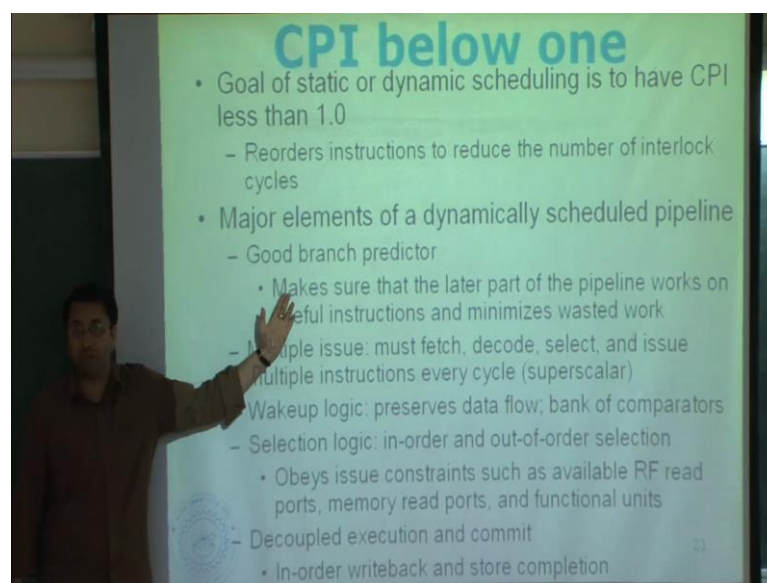 CPI below one
• Goal of static or dynamic scheduling is to have CPI
less than 1.0
– Reorders instructions to reduce the number of interlock
cycles
• Major elements of a dynamically scheduled pipeline
– Good branch predictor
• Makes sure that the later part of the pipeline works on
useful instructions and minimizes wasted work
– Multiple issue: must fetch, decode, select, and issue
multiple instructions every cycle (superscalar)
Wakeup logic: preserves data flow; bank of comparators
– Selection logic: in-order and out-of-order selection
• Obeys issue constraints such as available RF read
ports, memory read ports, and functional units
– Decoupled execution and commit
23
• In-order writeback and store completion